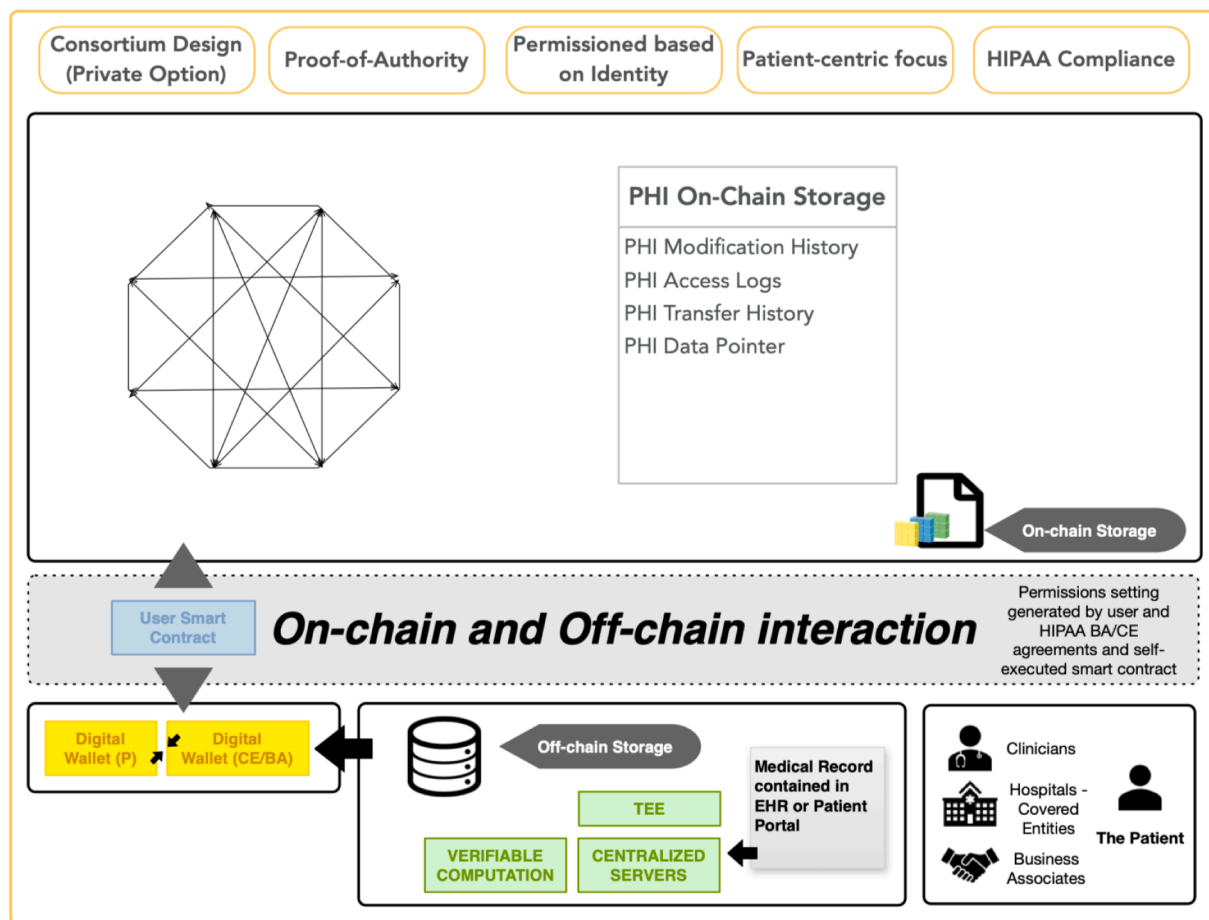 Consortium Design
(Private Option)
Proof-of-Authority
Permissioned based
on Identity
Patient-centric focus
HIPAA Compliance
PHI On-Chain Storage
PHI Modification History
PHI Access Logs
PHI Transfer History
PHI Data Pointer
On-chain Storage
User Smart
Contract
On-chain and Off-chain interaction
Permissions setting
generated by user and
HIPAA BA/CE
agreements and self-
executed smart contract
Digital
Wallet (P)
Digital
Wallet (CE/BA)
Off-chain Storage
Medical Record
contained in
EHR or Patient
Portal
TEE
VERIFIABLE
COMPUTATION
CENTRALIZED
SERVERS
Clinicians
Hospitals -
Covered
Entities
Business
Associates
The Patient